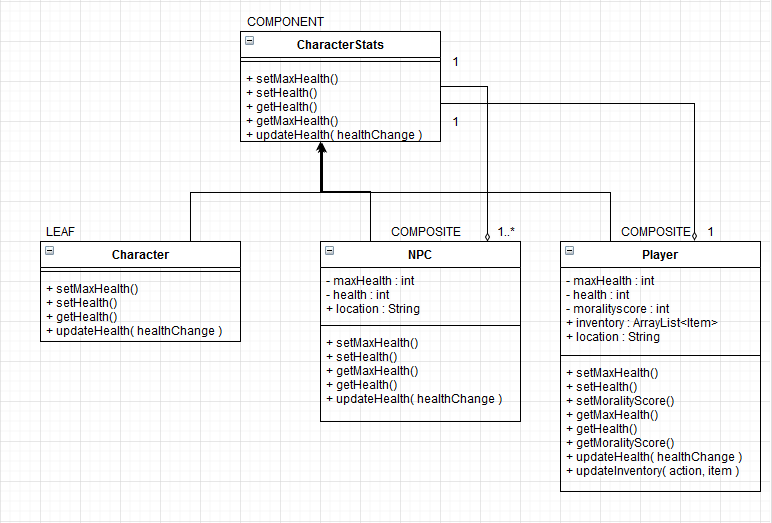 COMPONENT
CharacterStats
+ setMaxHealth()
+ setHealth()
+ getHealth()
+ getMaxHealth()
+ updateHealth( healthChange )
1
1
LEAF
Character
+ setMaxHealth()
+ setHealth()
+ getHealth()
+ updateHealth( healthChange )
COMPOSITE
1..*
NPC
- maxHealth : int
- health : int
+ location : String
+ setMaxHealth()
+ setHealth()
+ getMaxHealth()
+ getHealth()
+ updateHealth( healthChange )
COMPOSITE
1
Player
- maxHealth : int
- health : int
- moralityscore : int
+ inventory : ArrayList<Item>
+ location : String
+ setMaxHealth()
+ setHealth()
+ setMoralityScore()
+ getMaxHealth()
+ getHealth()
+ getMoralityScore()
+ updateHealth( healthChange )
+ updateInventory( action, item )